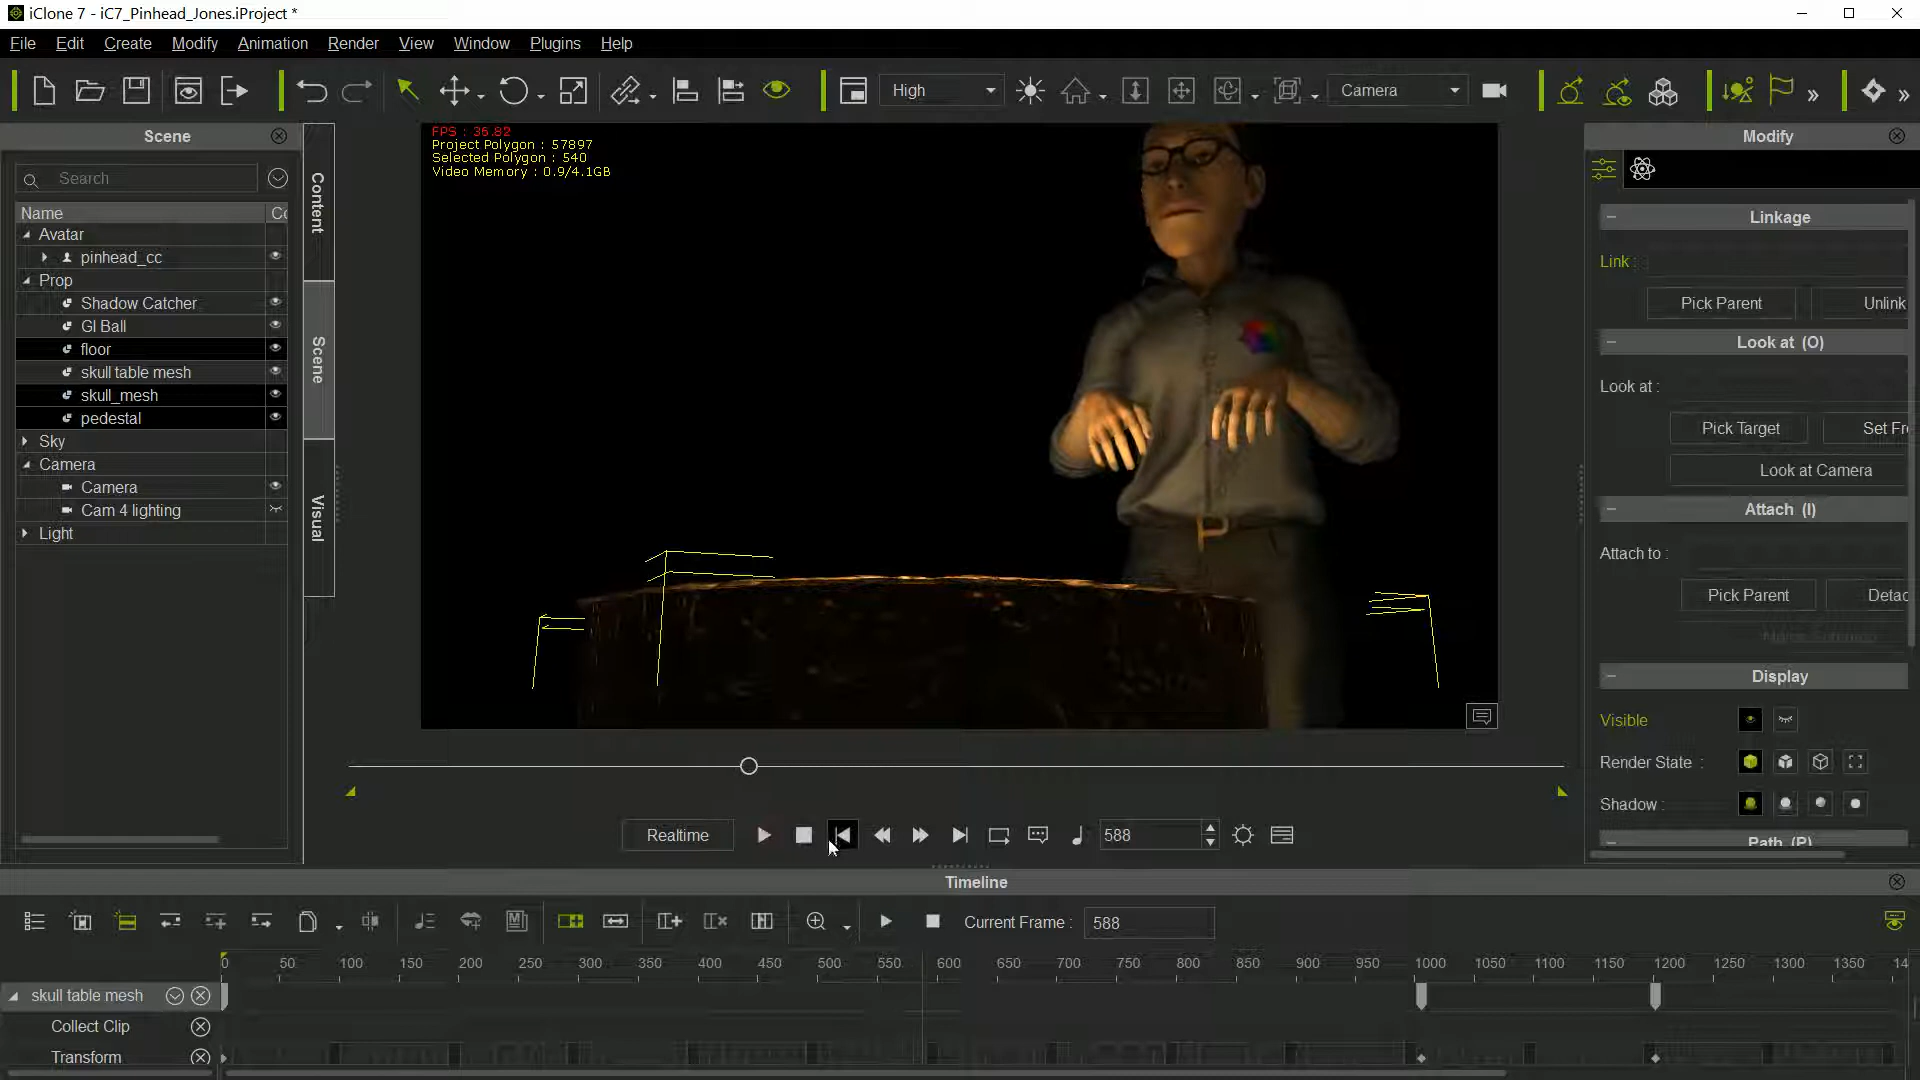 iClone 7 - iC7_Pinhead_Jones.iProject *
File Edit Create Modify Animation Render View Window Plugins Help
High
Camera
Scene
Search
Name
Avatar
pinhead_cc
Prop
Shadow Catcher
GI Ball
floor
skull table mesh
skull_mesh
pedestal
Sky
Camera
Camera
Cam 4 lighting
Light
Content
Scene
Visual
FPS : 36.82
Project Polygon : 57897
Selected Polygon : 540
Video Memory : 0.9/4.1GB
Modify
Linkage
Link :
Pick Parent Unlink
Look at (O)
Look at :
Pick Target Set Fr
Look at Camera
Attach (I)
Attach to :
Pick Parent Detac
Display
Visible
Render State :
Shadow :
Path (P)
Realtime 588
Timeline
Current Frame : 588
0 50 100 150 200 250 300 350 400 450 500 550 600 650 700 750 800 850 900 950 1000 1050 1100 1150 1200 1250 1300 1350 14
skull table mesh
Collect Clip
Transform